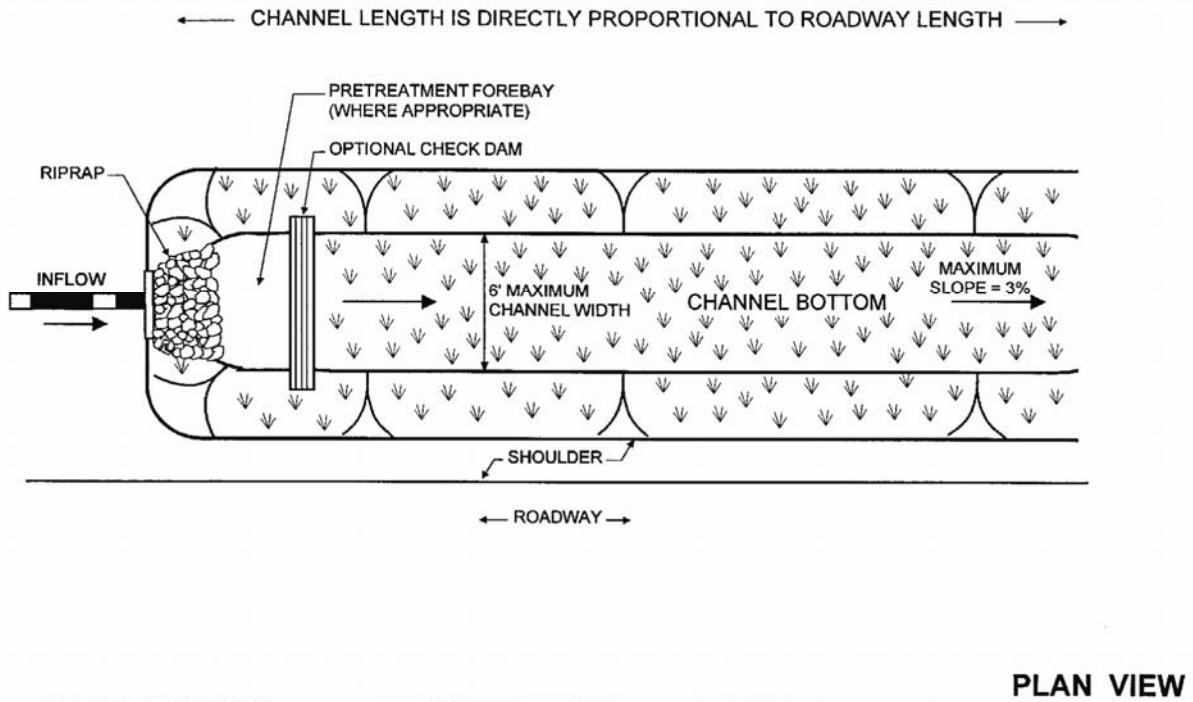 CHANNEL LENGTH IS DIRECTLY PROPORTIONAL TO ROADWAY LENGTH
PRETREATMENT FOREBAY
(WHERE APPROPRIATE)
OPTIONAL CHECK DAM
RIPRAP
INFLOW
6' MAXIMUM
CHANNEL WIDTH
CHANNEL BOTTOM
MAXIMUM
SLOPE = 3%
SHOULDER
ROADWAY
PLAN VIEW